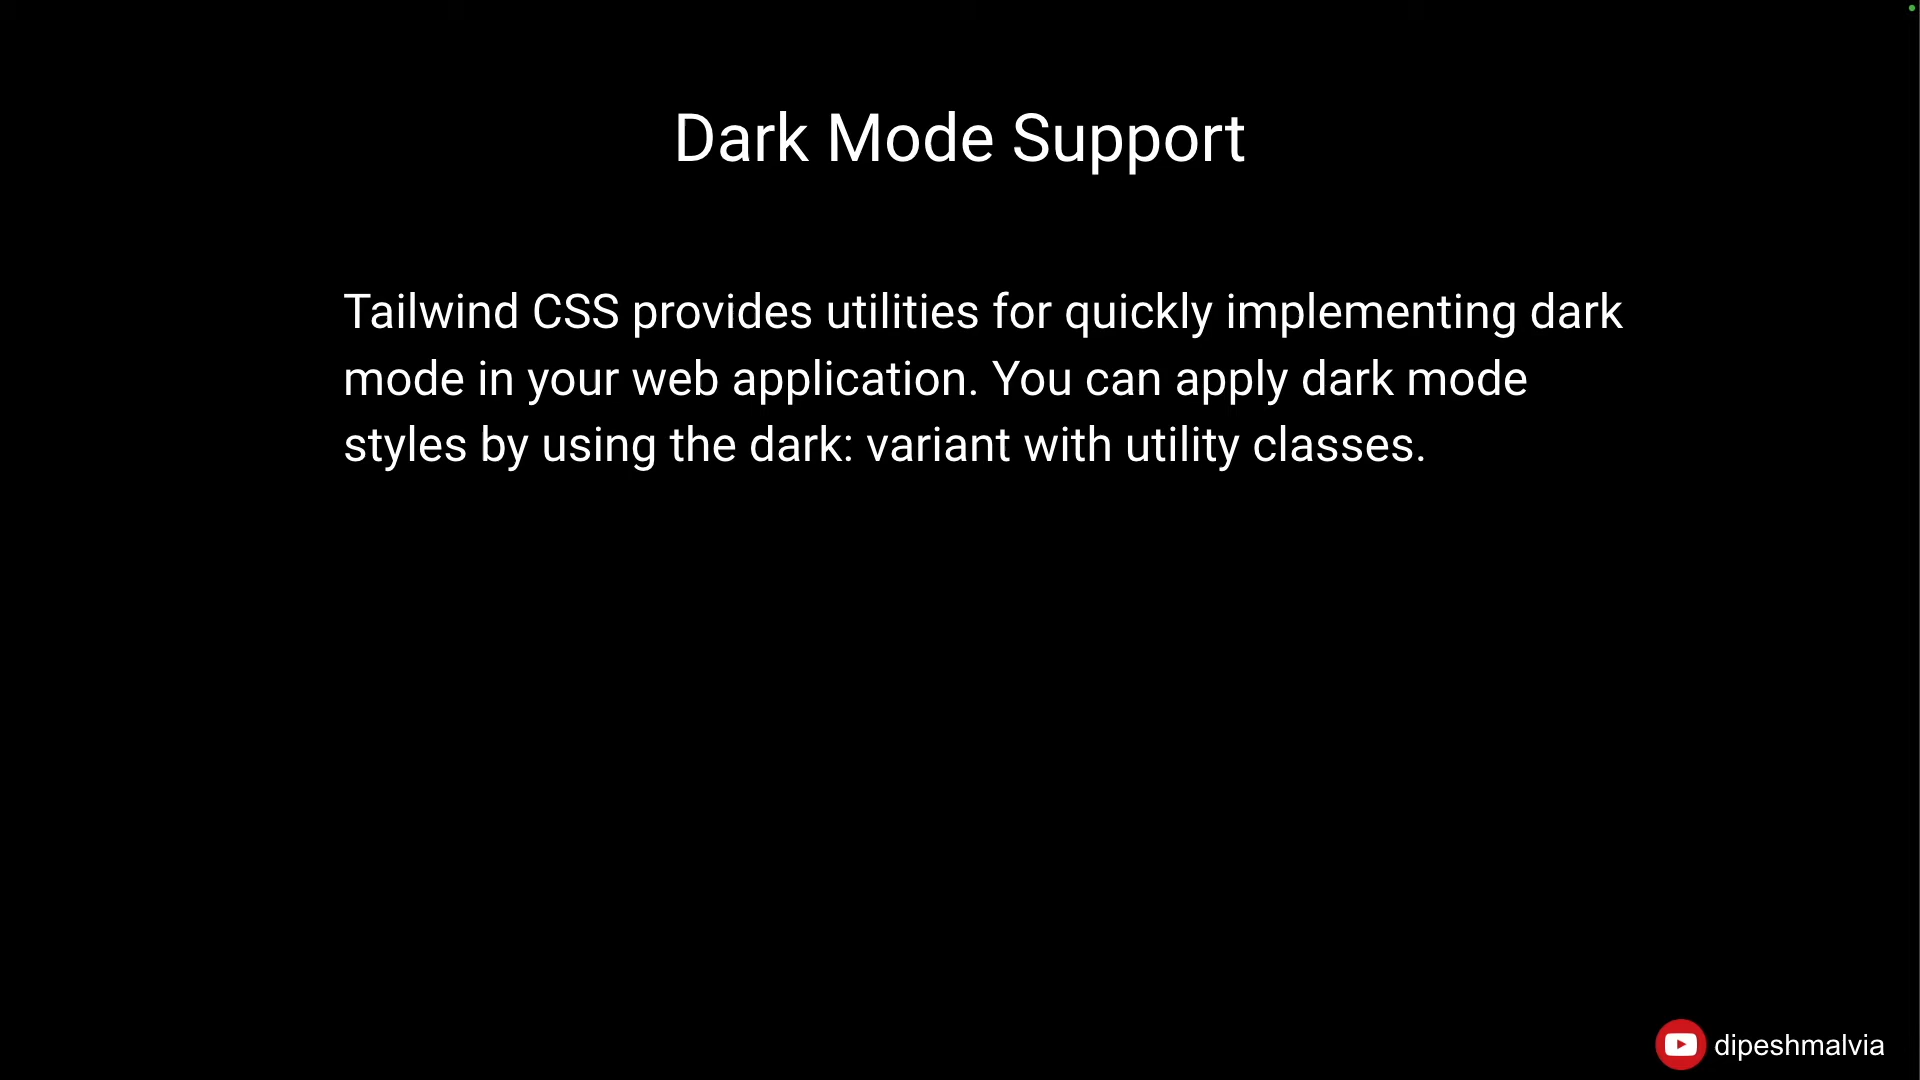 Dark Mode Support
Tailwind CSS provides utilities for quickly implementing dark
mode in your web application. You can apply dark mode
styles by using the dark: variant with utility classes.
dipeshmalvia